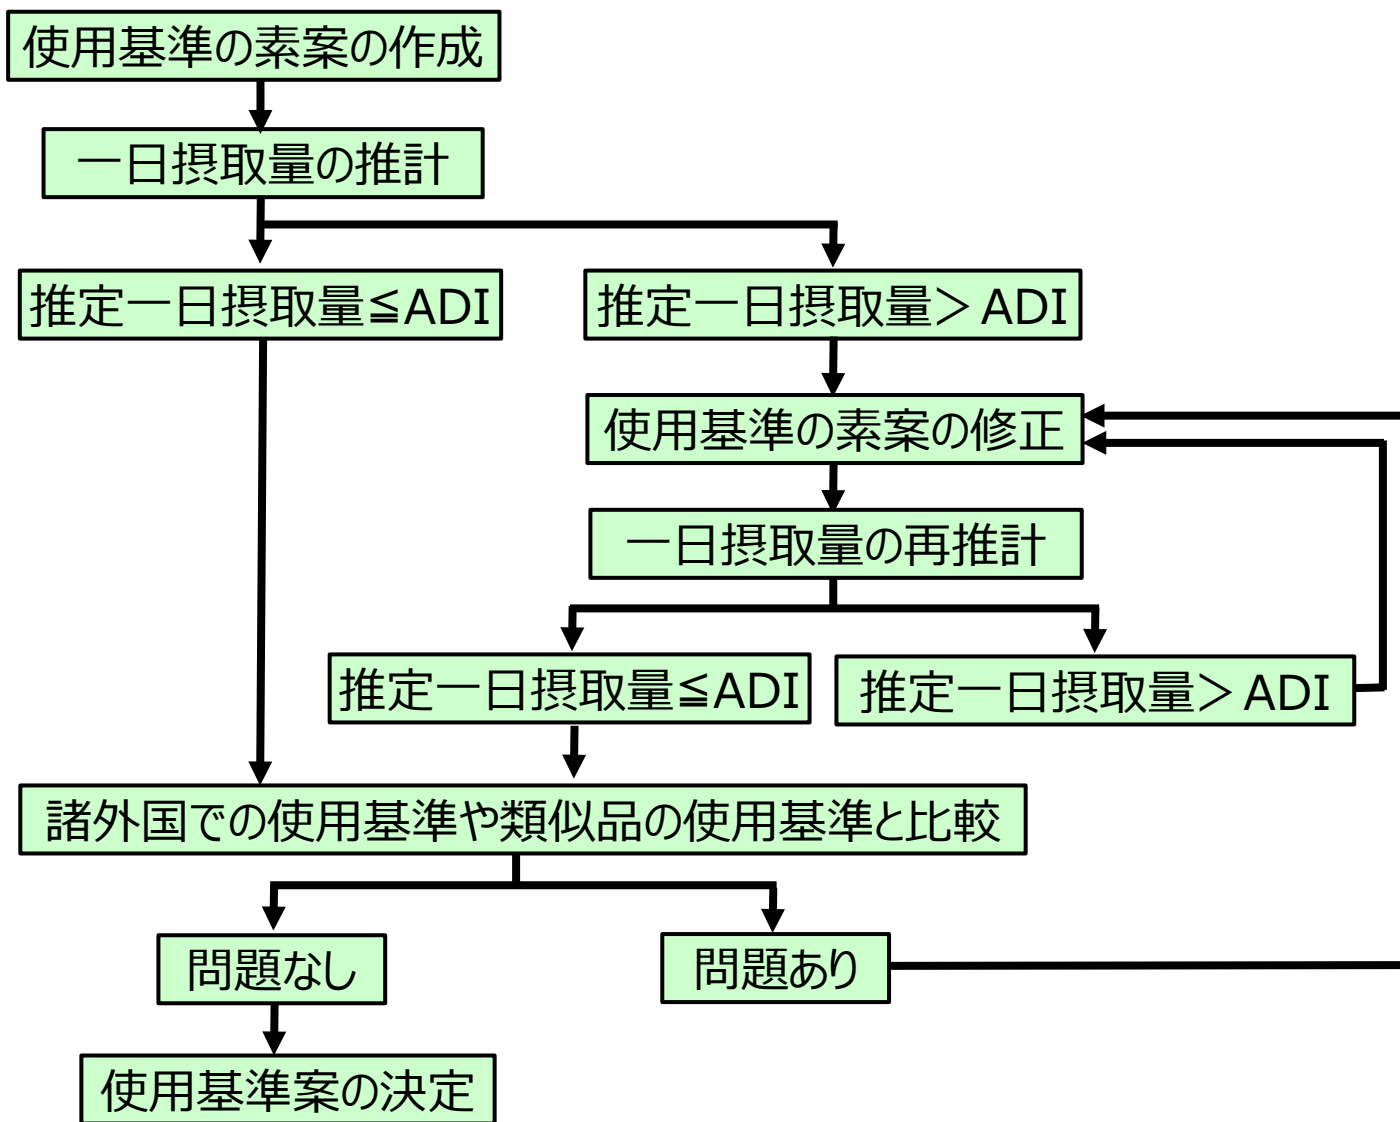 使用基準の素案の作成
一日摂取量の推計
推定一日摂取量≦ADI
推定一日摂取量＞ADI
使用基準の素案の修正
一日摂取量の再推計
推定一日摂取量≦ADI
推定一日摂取量＞ADI
諸外国での使用基準や類似品の使用基準と比較
問題なし
問題あり
使用基準案の決定